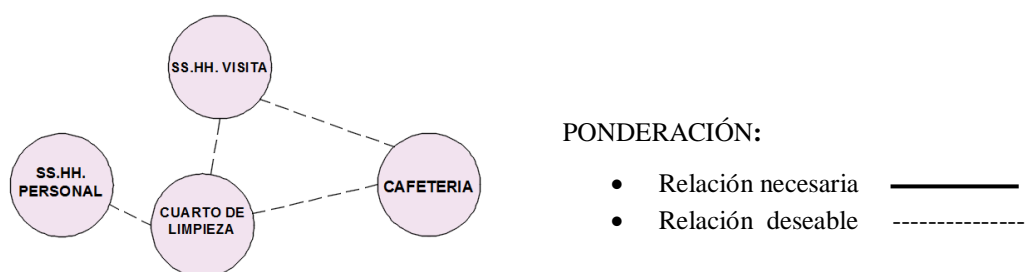 SS.HH. VISITA
SS.HH.
PERSONAL
CUARTO DE
LIMPIEZA
CAFETERIA
PONDERACIÓN:
• Relación necesaria
• Relación deseable